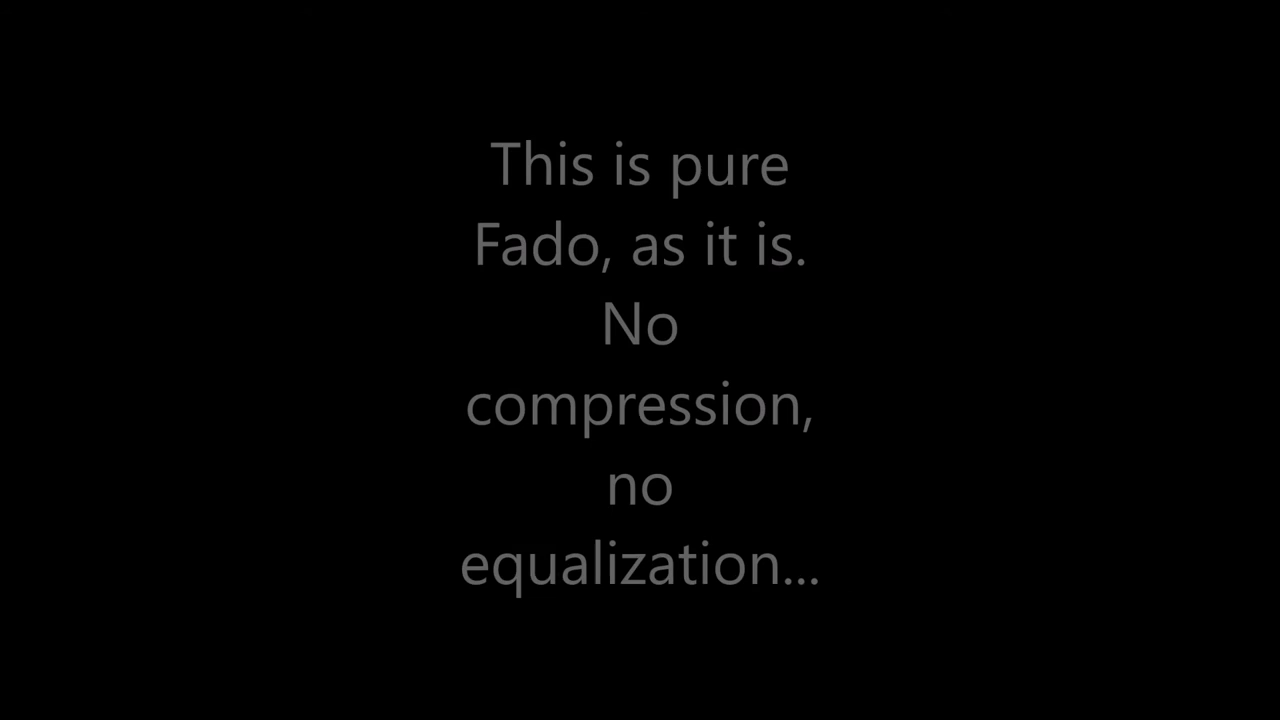 This is pure
Fado, as it is.
No
compression,
no
equalization...